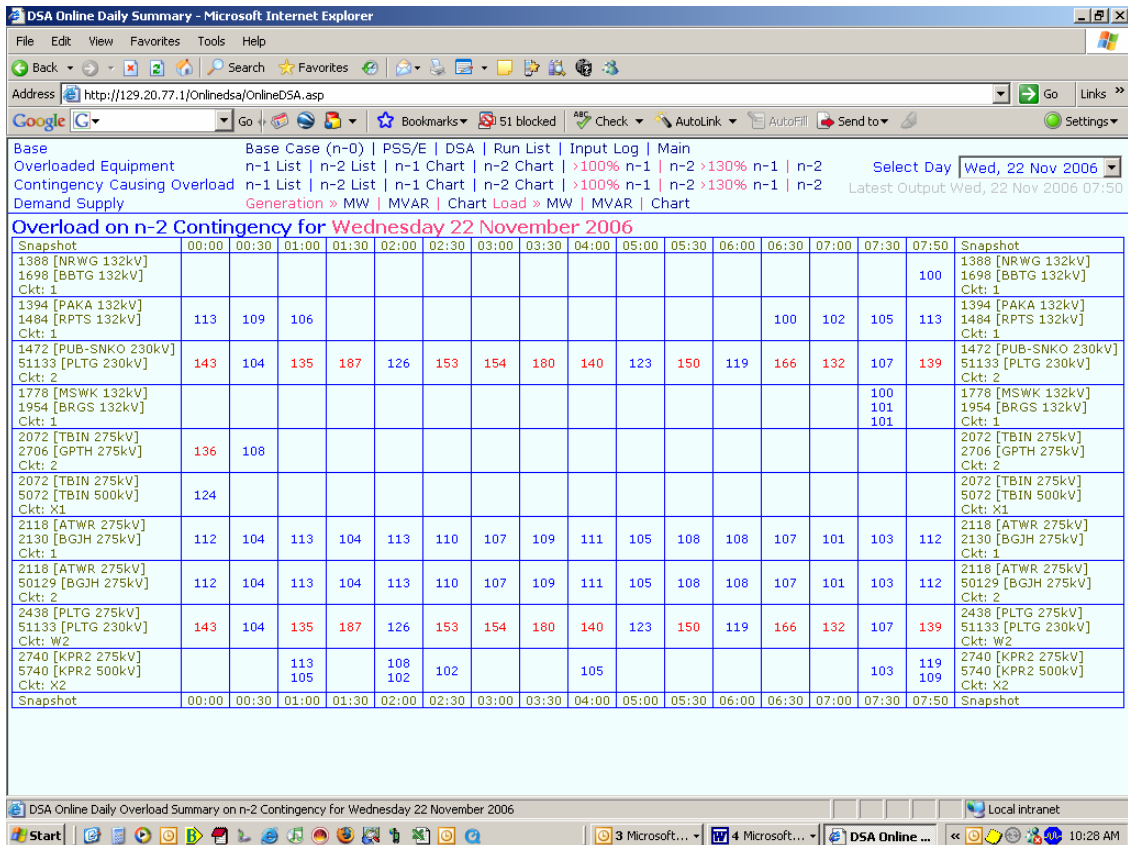 DSA Online Daily Summary - Microsoft Internet Explorer
File Edit View Favorites Tools Help
Back Search Favorites
Address http://129.20.77.1/Onlinedsa/OnlineDSA.asp Go Links »
Google G Go Bookmarks 51 blocked ABC Check AutoLink AutoFill Send to Settings
Base Base Case (n-0) | PSS/E | DSA | Run List | Input Log | Main
Overloaded Equipment n-1 List | n-2 List | n-1 Chart | n-2 Chart | >100% n-1 | n-2 >130% n-1 | n-2 Select Day Wed, 22 Nov 2006
Contingency Causing Overload n-1 List | n-2 List | n-1 Chart | n-2 Chart | >100% n-1 | n-2 >130% n-1 | n-2 Latest Output Wed, 22 Nov 2006 07:50
Demand Supply Generation » MW | MVAR | Chart Load » MW | MVAR | Chart
Overload on n-2 Contingency for Wednesday 22 November 2006
Snapshot 00:00 00:30 01:00 01:30 02:00 02:30 03:00 03:30 04:00 05:00 05:30 06:00 06:30 07:00 07:30 07:50 Snapshot
1388 [NRWG 132kV] 1388 [NRWG 132kV]
1698 [BBTG 132kV] 100 1698 [BBTG 132kV]
Ckt: 1 Ckt: 1
1394 [PAKA 132kV] 1394 [PAKA 132kV]
1484 [RPTS 132kV] 113 109 106 100 102 105 113 1484 [RPTS 132kV]
Ckt: 1 Ckt: 1
1472 [PUB-SNKO 230kV] 1472 [PUB-SNKO 230kV]
51133 [PLTG 230kV] 143 104 135 187 126 153 154 180 140 123 150 119 166 132 107 139 51133 [PLTG 230kV]
Ckt: 2 Ckt: 2
1778 [MSWK 132kV] 100 1778 [MSWK 132kV]
1954 [BRGS 132kV] 101 1954 [BRGS 132kV]
Ckt: 1 101 Ckt: 1
2072 [TBIN 275kV] 2072 [TBIN 275kV]
2706 [GPTH 275kV] 136 108 2706 [GPTH 275kV]
Ckt: 2 Ckt: 2
2072 [TBIN 275kV] 2072 [TBIN 275kV]
5072 [TBIN 500kV] 124 5072 [TBIN 500kV]
Ckt: X1 Ckt: X1
2118 [ATWR 275kV] 2118 [ATWR 275kV]
2130 [BGJH 275kV] 112 104 113 104 113 110 107 109 111 105 108 108 107 101 103 112 2130 [BGJH 275kV]
Ckt: 1 Ckt: 1
2118 [ATWR 275kV] 2118 [ATWR 275kV]
50129 [BGJH 275kV] 112 104 113 104 113 110 107 109 111 105 108 108 107 101 103 112 50129 [BGJH 275kV]
Ckt: 2 Ckt: 2
2438 [PLTG 275kV] 2438 [PLTG 275kV]
51133 [PLTG 230kV] 143 104 135 187 126 153 154 180 140 123 150 119 166 132 107 139 51133 [PLTG 230kV]
Ckt: W2 Ckt: W2
2740 [KPR2 275kV] 113 108 119 2740 [KPR2 275kV]
5740 [KPR2 500kV] 105 102 102 105 103 109 5740 [KPR2 500kV]
Ckt: X2 Ckt: X2
Snapshot 00:00 00:30 01:00 01:30 02:00 02:30 03:00 03:30 04:00 05:00 05:30 06:00 06:30 07:00 07:30 07:50 Snapshot
DSA Online Daily Overload Summary on n-2 Contingency for Wednesday 22 November 2006 Local intranet
Start 3 Microsoft... 4 Microsoft... DSA Online ... « 10:28 AM